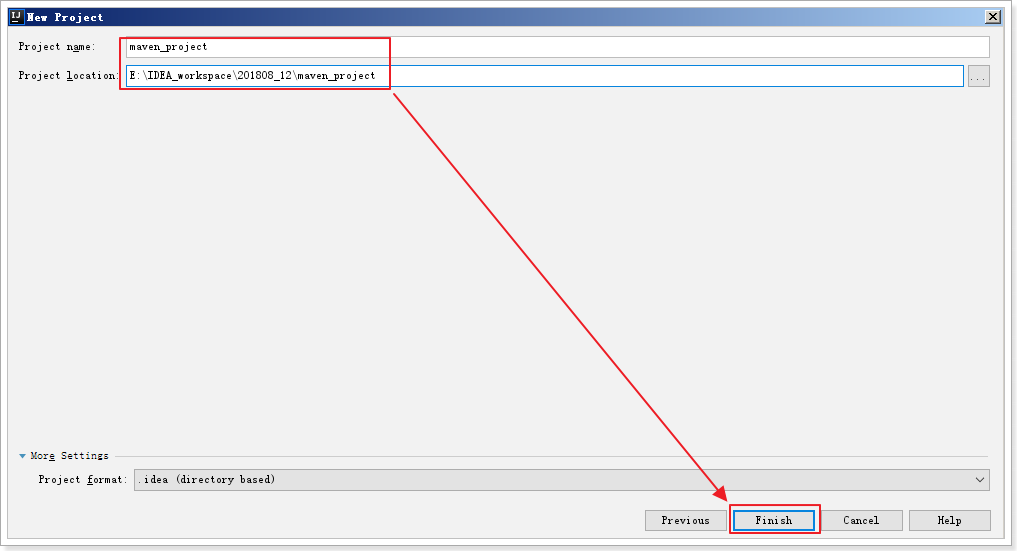 IJ New Project
Project name: maven_project
Project location: E:\IDEA_workspace\201808_12\maven_project ...
More Settings
Project format: .idea (directory based)
Previous Finish Cancel Help